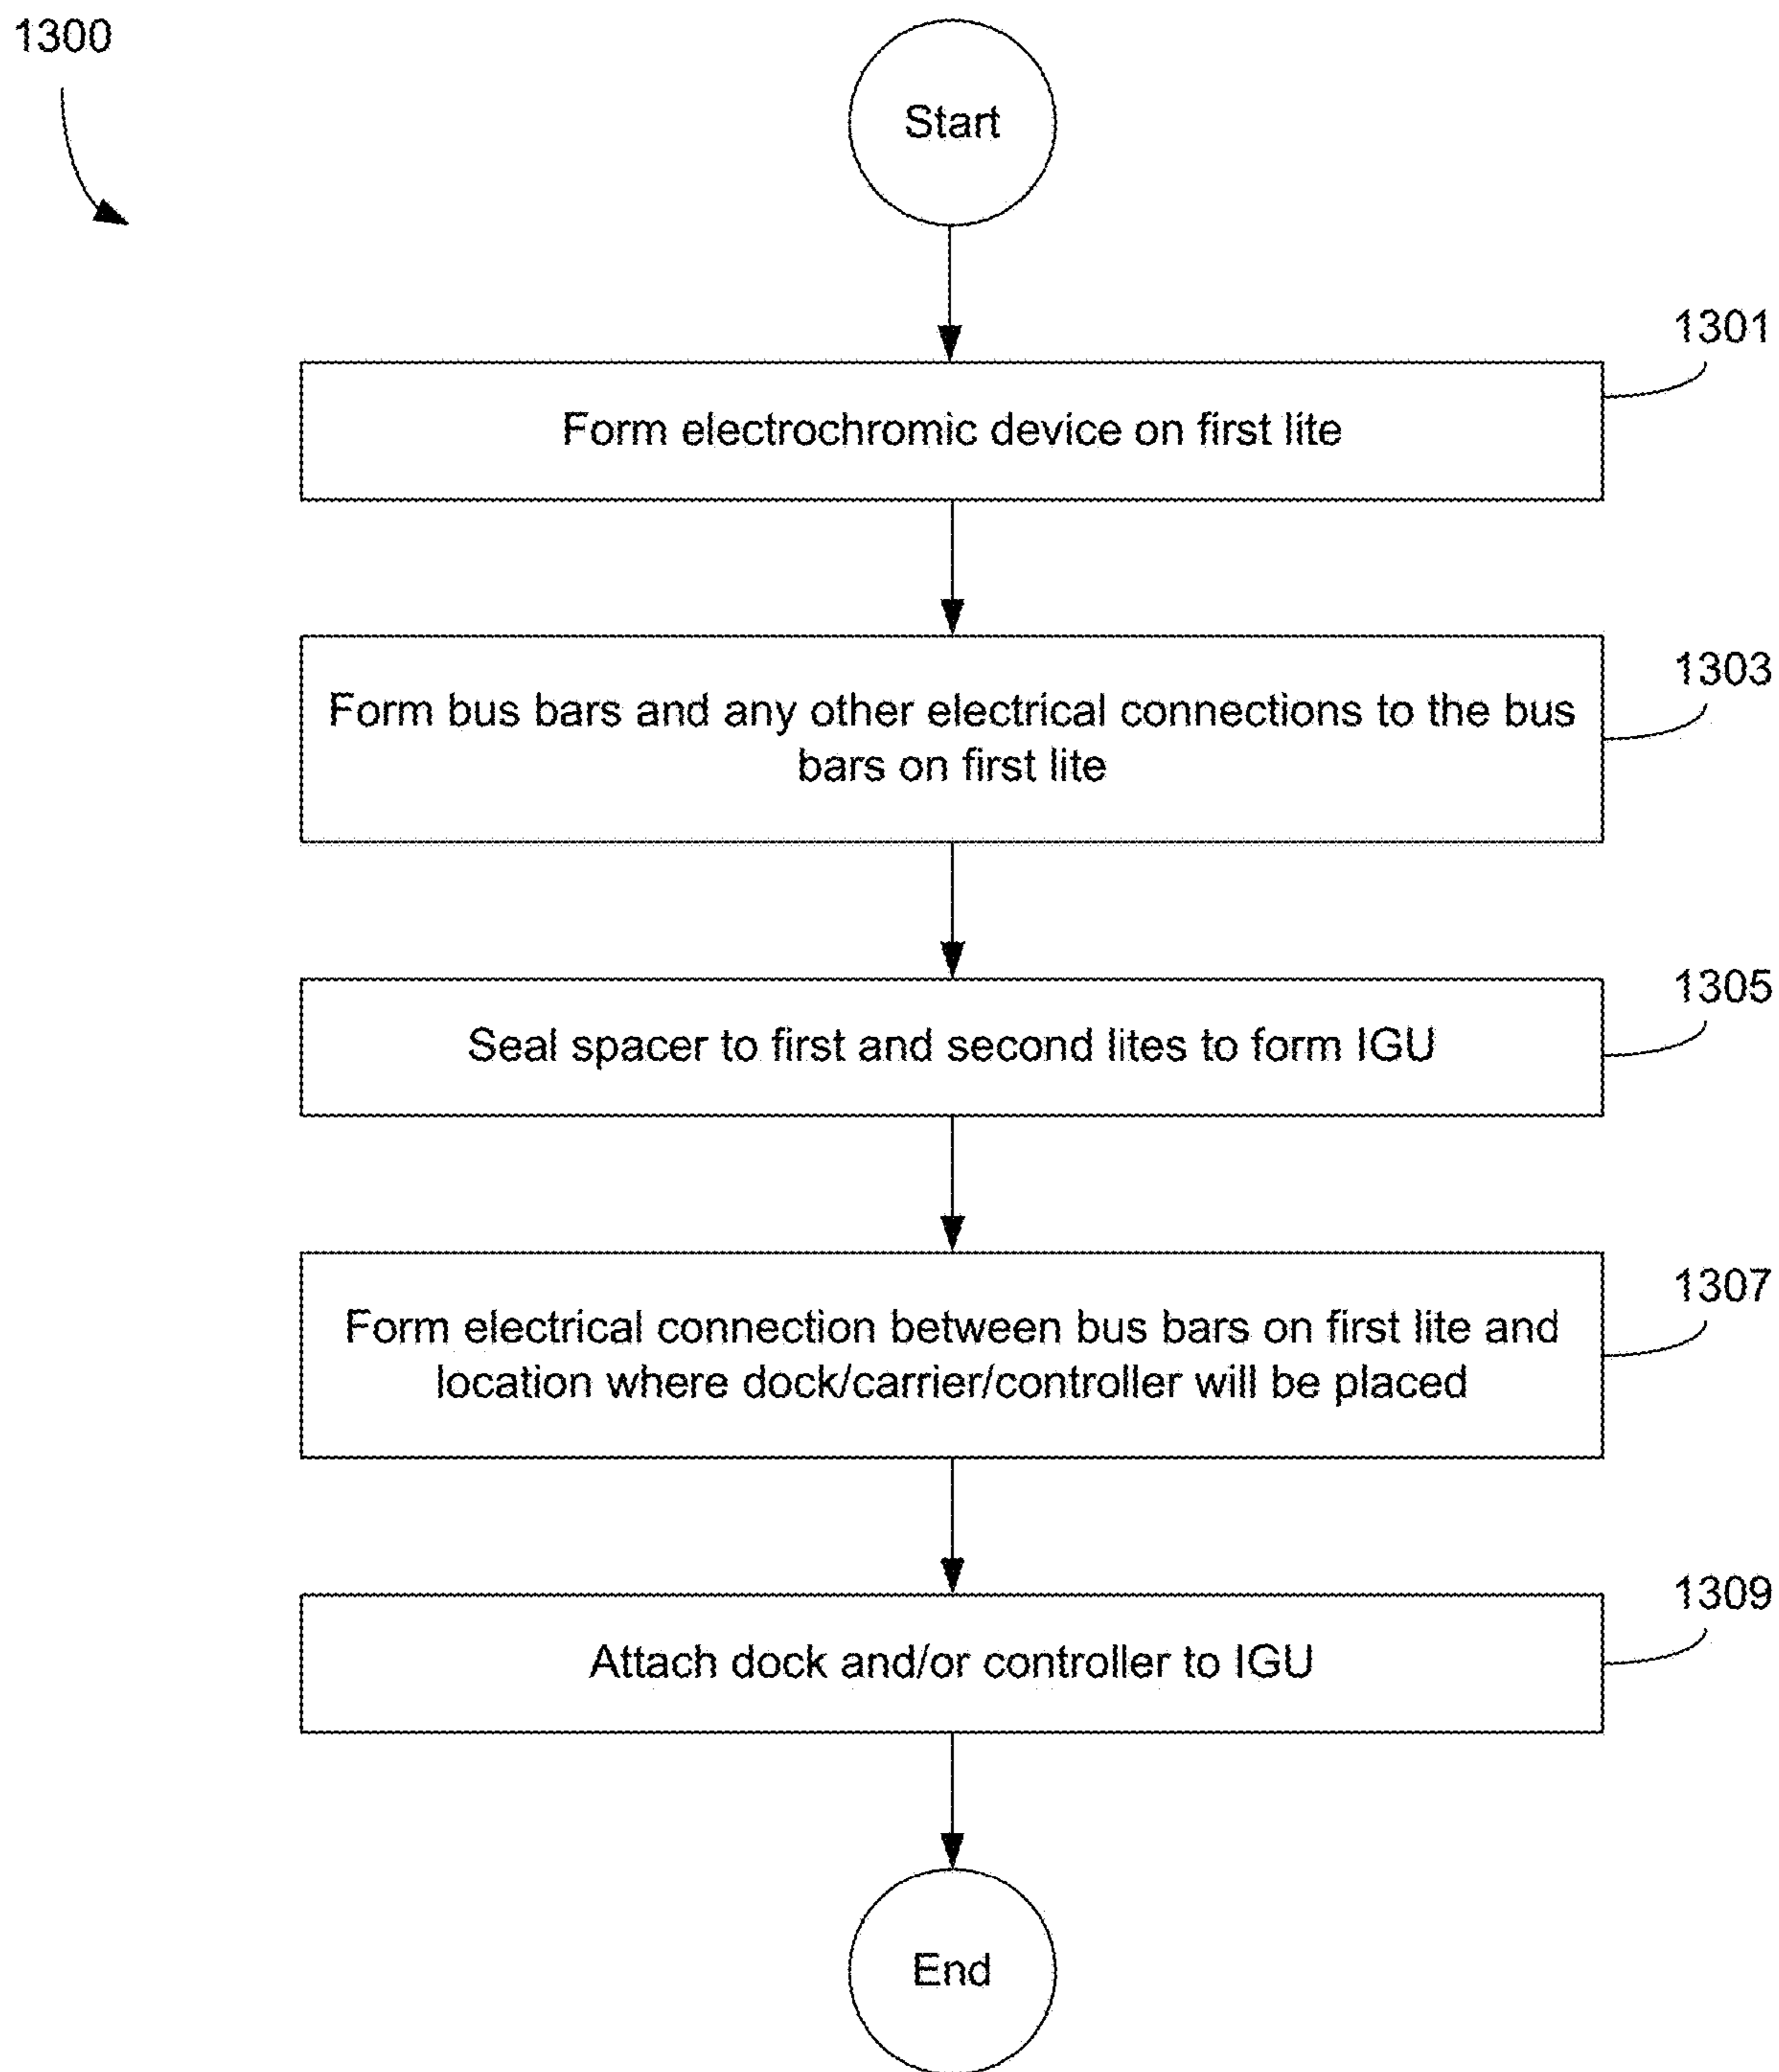 1300
Start
1301
Form electrochromic device on first lite
1303
Form bus bars and any other electrical connections to the bus
bars on first lite
1305
Seal spacer to first and second lites to form IGU
1307
Form electrical connection between bus bars on first lite and
location where dock/carrier/controller will be placed
1309
Attach dock and/or controller to IGU
End